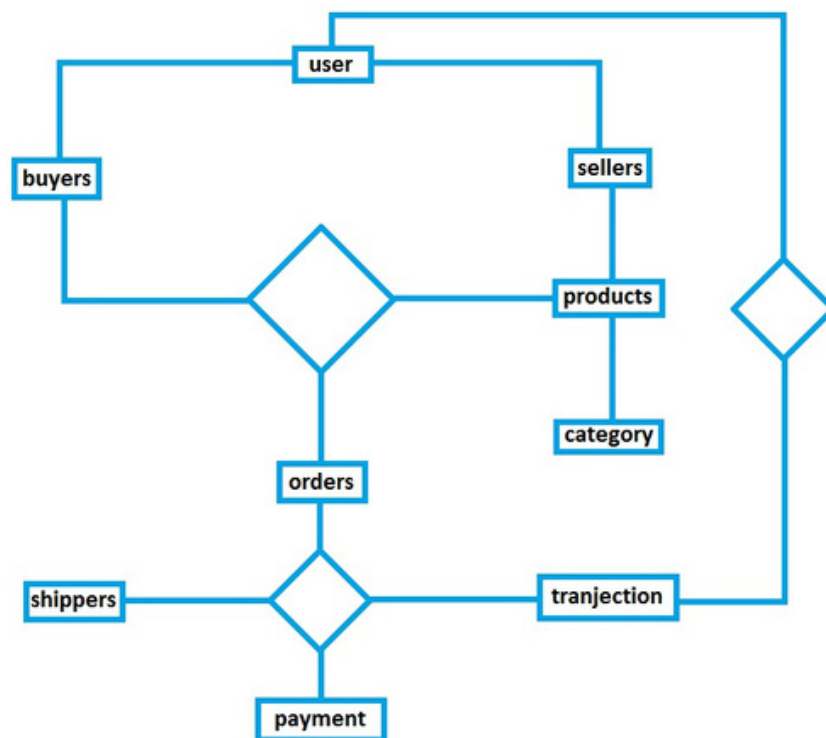 user
buyers
sellers
products
category
orders
shippers
tranjection
payment